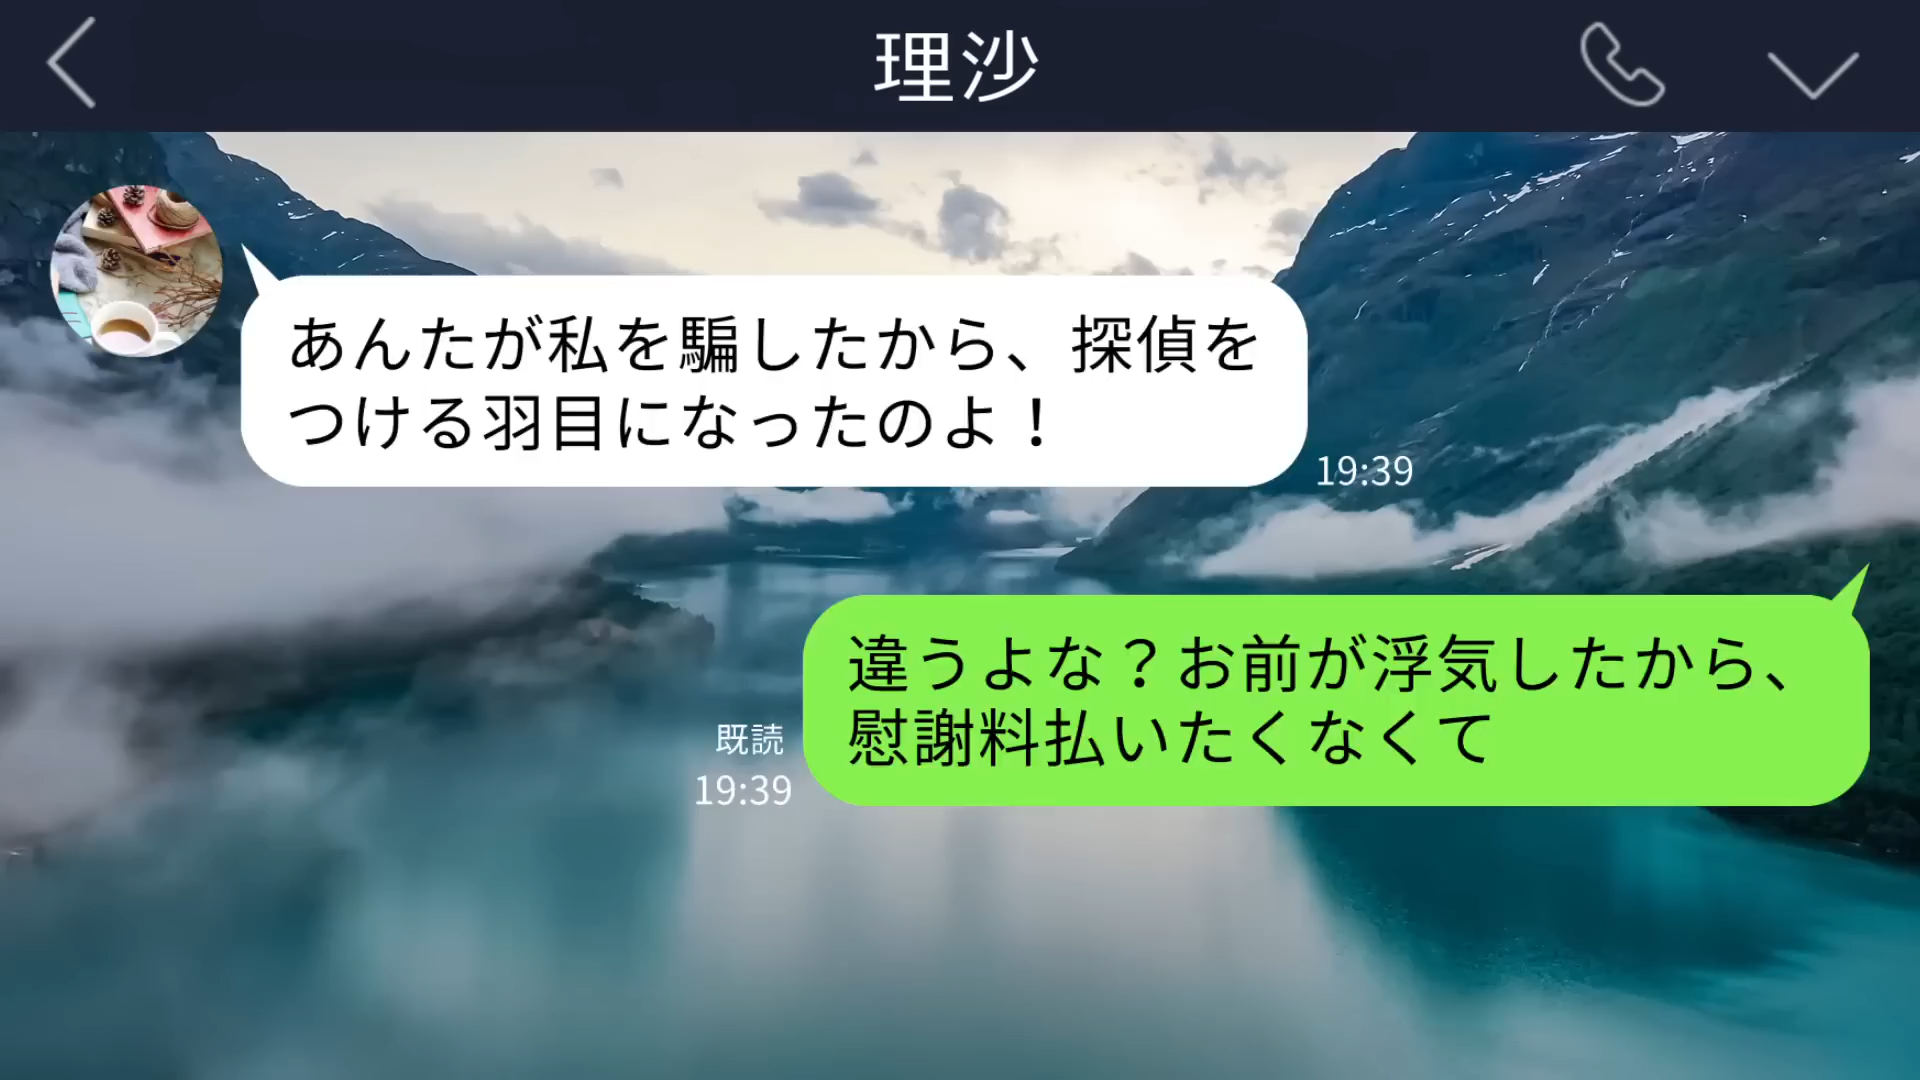 理沙
あんたが私を騙したから、探偵を
つける羽目になったのよ！
19:39
違うよな？お前が浮気したから、
慰謝料払いたくなくて
既読
19:39